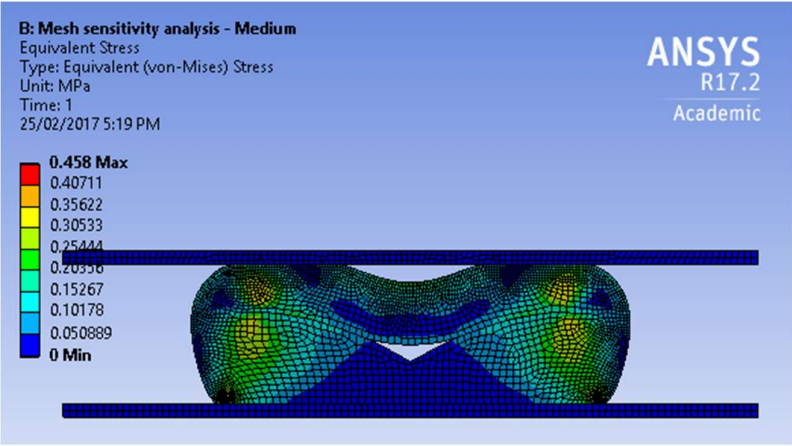 B: Mesh sensitivity analysis - Medium
Equivalent Stress
Type: Equivalent (von-Mises) Stress
Unit: MPa
Time: 1
25/02/2017 5:19 PM
ANSYS
R17.2
Academic
0.458 Max
0.40711
0.35622
0.30533
0.25444
0.20356
0.15267
0.10178
0.050889
0 Min